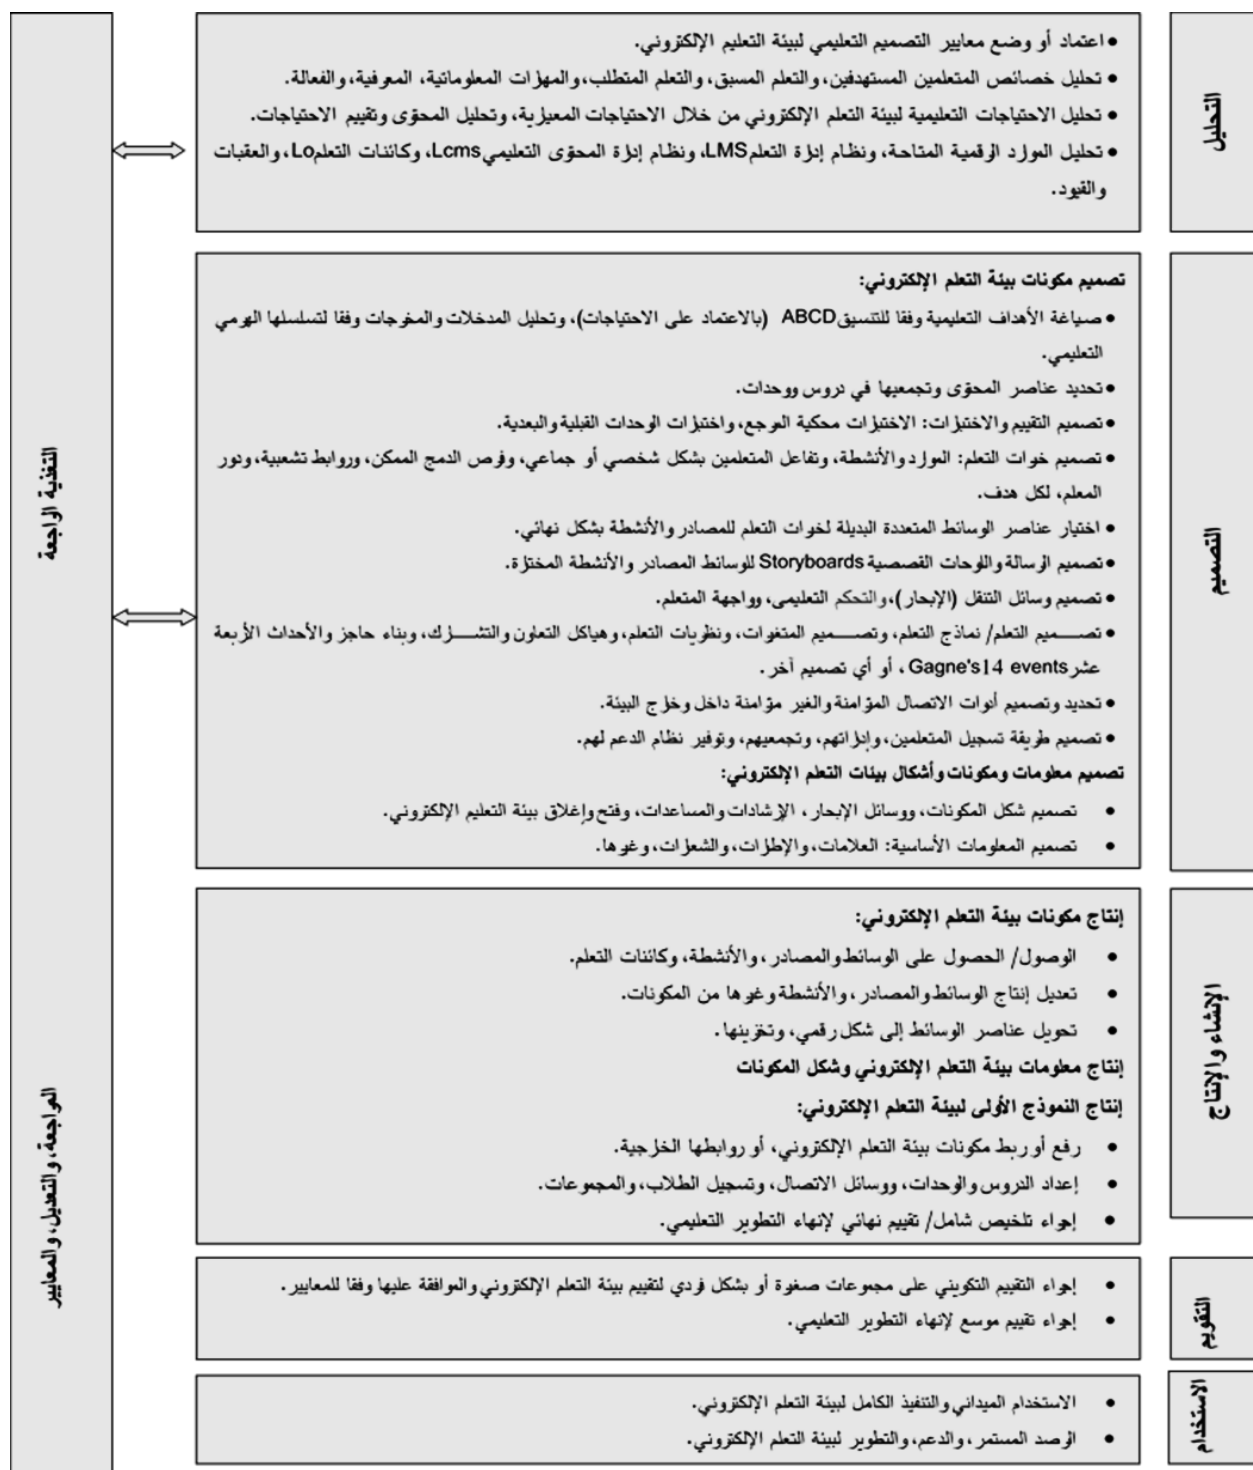 التحليل
● اعتماد أو وضع معايير التصميم التعليمي لبيئة التعليم الإلكتروني.
● تحليل خصائص المتعلمين المستهدفين، والتعلم المسبق، والتعلم المتطلب، والمهارات المعلوماتية، المعرفية، والفعالة.
● تحليل الاحتياجات التعليمية لبيئة التعلم الإلكتروني من خلال الاحتياجات المعيارية، وتحليل المحتوى وتقييم الاحتياجات.
● تحليل الموارد الرقمية المتاحة، ونظام إدارة التعلم LMS، ونظام إدارة المحتوى التعليمي Lcms، وكائنات التعلم Lo، والعقبات
والقيود.
التصميم
تصميم مكونات بيئة التعلم الإلكتروني:
● صياغة الأهداف التعليمية وفقا للتنسيق ABCD (بالاعتماد على الاحتياجات)، وتحليل المدخلات والمخرجات وفقا لتسلسلها الهرمي
التعليمي.
● تحديد عناصر المحتوى وتجمعيها في دروس ووحدات.
● تصميم التقييم والاختبارات: الاختبارات محكية المرجع، واختبارات الوحدات القبلية والبعدية.
● تصميم خبرات التعلم: الموارد والأنشطة، وتفاعل المتعلمين بشكل شخصي أو جماعي، وفرص الدمج الممكن، وروابط تشعبية، ودور
المعلم، لكل هدف.
● اختيار عناصر الوسائط المتعددة البديلة لخبرات التعلم للمصادر والأنشطة بشكل نهائي.
● تصميم الرسالة واللوحات القصصية Storyboards للوسائط المصادر والأنشطة المختارة.
● تصميم وسائل التنقل (الإبحار)، والتحكم التعليمى، وواجهة المتعلم.
● تصـــميم التعلم/ نماذج التعلم، وتصـــميم المتغيرات، ونظريات التعلم، وهياكل التعاون والتشـــارك، وبناء حاجز والأحداث الأربعة
عشر Gagne's14 events، أو أي تصميم آخر.
● تحديد وتصميم أدوات الاتصال المتزامنة والغير متزامنة داخل وخارج البيئة.
● تصميم طريقة تسجيل المتعلمين، وإدارتهم، وتجمعيهم، وتوفير نظام الدعم لهم.
تصميم معلومات ومكونات وأشكال بيئات التعلم الإلكتروني:
● تصميم شكل المكونات، ووسائل الإبحار، الإرشادات والمساعدات، وفتح وإغلاق بيئة التعليم الإلكتروني.
● تصميم المعلومات الأساسية: العلامات، والإطارات، والشعارات، وغيرها.
الإنشاء والإنتاج
إنتاج مكونات بيئة التعلم الإلكتروني:
● الوصول/ الحصول على الوسائط والمصادر، والأنشطة، وكائنات التعلم.
● تعديل إنتاج الوسائط والمصادر، والأنشطة وغيرها من المكونات.
● تحويل عناصر الوسائط إلى شكل رقمي، وتخزينها.
إنتاج معلومات بيئة التعلم الإلكتروني وشكل المكونات
إنتاج النموذج الأولى لبيئة التعلم الإلكتروني:
● رفع أو ربط مكونات بيئة التعلم الإلكتروني، أو روابطها الخارجية.
● إعداد الدروس والوحدات، ووسائل الاتصال، وتسجيل الطلاب، والمجموعات.
● إجراء تلخيص شامل/ تقييم نهائي لإنهاء التطوير التعليمي.
التقويم
● إجراء التقييم التكويني على مجموعات صغيرة أو بشكل فردي لتقييم بيئة التعلم الإلكتروني والموافقة عليها وفقا للمعايير.
● إجراء تقييم موسع لإنهاء التطوير التعليمي.
الاستخدام
● الاستخدام الميداني والتنفيذ الكامل لبيئة التعلم الإلكتروني.
● الرصد المستمر، والدعم، والتطوير لبيئة التعلم الإلكتروني.
التغذية الراجعة
المراجعة، والتعديل، والمعايير